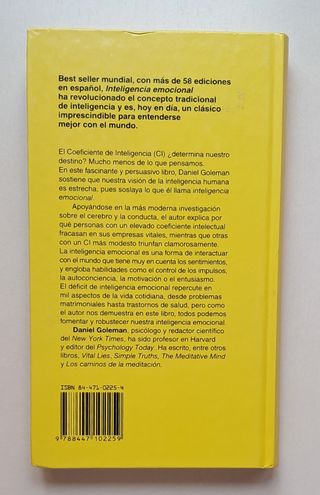 Best seller mundial, con más de 58 ediciones
en español, Inteligencia emocional
ha revolucionado el concepto tradicional
de inteligencia y es, hoy en día, un clásico
imprescindible para entenderse
mejor con el mundo.
El Coeficiente de Inteligencia (CI) ¿determina nuestro
destino? Mucho menos de lo que pensamos.
En este fascinante y persuasivo libro, Daniel Goleman
sostiene que nuestra visión de la inteligencia humana
es estrecha, pues soslaya lo que él llama inteligencia
emocional.
Apoyándose en la más moderna investigación
sobre el cerebro y la conducta, el autor explica por
qué personas con un elevado coeficiente intelectual
fracasan en sus empresas vitales, mientras que otras
con un CI más modesto triunfan clamorosamente.
La inteligencia emocional es una forma de interactuar
con el mundo que tiene muy en cuenta los sentimientos,
y engloba habilidades como el control de los impulsos,
la autoconciencia, la motivación o el entusiasmo.
El déficit de inteligencia emocional repercute en
mil aspectos de la vida cotidiana, desde problemas
matrimoniales hasta trastornos de salud, pero como
el autor nos demuestra en este libro, todos podemos
fomentar y robustecer nuestra inteligencia emocional.
Daniel Goleman, psicólogo y redactor científico
del New York Times, ha sido profesor en Harvard
y editor del Psychology Today. Ha escrito, entre otros
libros, Vital Lies, Simple Truths, The Meditative Mind
y Los caminos de la meditación.
ISBN 84-471-0225-4
9 788447 102259